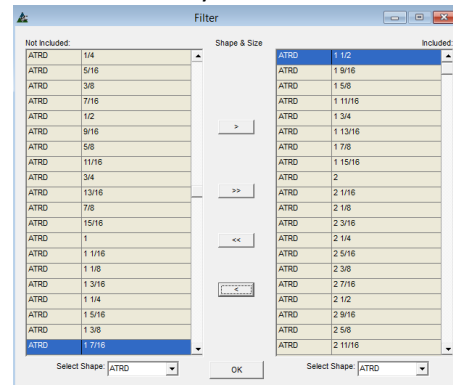 Filter
Not Included: Shape & Size Included:
ATRD 1/4 ATRD 1 1/2
ATRD 5/16 ATRD 1 9/16
ATRD 3/8 ATRD 1 5/8
ATRD 7/16 ATRD 1 11/16
ATRD 1/2 ATRD 1 3/4
ATRD 9/16 ATRD 1 13/16
ATRD 5/8 ATRD 1 7/8
ATRD 11/16 ATRD 1 15/16
ATRD 3/4 ATRD 2
ATRD 13/16 ATRD 2 1/16
ATRD 7/8 ATRD 2 1/8
ATRD 15/16 ATRD 2 3/16
ATRD 1 ATRD 2 1/4
ATRD 1 1/16 ATRD 2 5/16
ATRD 1 1/8 ATRD 2 3/8
ATRD 1 3/16 ATRD 2 7/16
ATRD 1 1/4 ATRD 2 1/2
ATRD 1 5/16 ATRD 2 9/16
ATRD 1 3/8 ATRD 2 5/8
ATRD 1 7/16 ATRD 2 11/16
>
>>
<<
<
Select Shape: ATRD OK Select Shape: ATRD